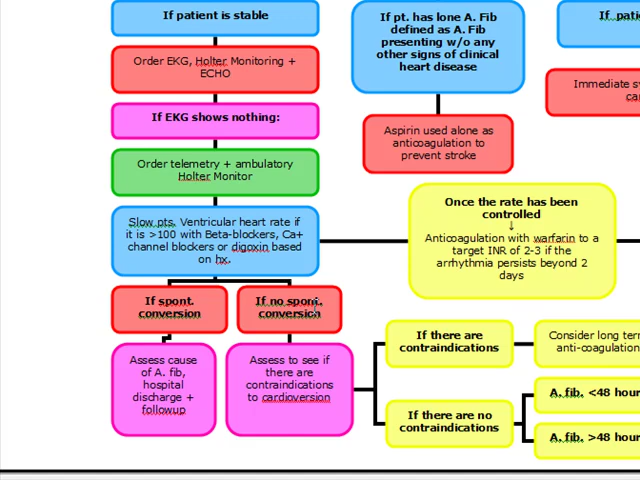 If patient is stable
Order EKG, Holter Monitoring +
ECHO
If EKG shows nothing:
Order telemetry + ambulatory
Holter Monitor
Slow pts. Ventricular heart rate if
it is >100 with Beta-blockers, Ca+
channel blockers or digoxin based
on hx.
If spont.
conversion
If no spont.
conversion
Assess cause
of A. fib,
hospital
discharge +
followup
Assess to see if
there are
contraindications
to cardioversion
If pt. has lone A. Fib
defined as A. Fib
presenting w/o any
other signs of clinical
heart disease
Aspirin used alone as
anticoagulation to
prevent stroke
Once the rate has been
controlled
↓
Anticoagulation with warfarin to a
target INR of 2-3 if the
arrhythmia persists beyond 2
days
If there are
contraindications
If there are no
contraindications
If
Immediate
Consider long
anti-coagulation
A. fib. <48
A. fib. >48